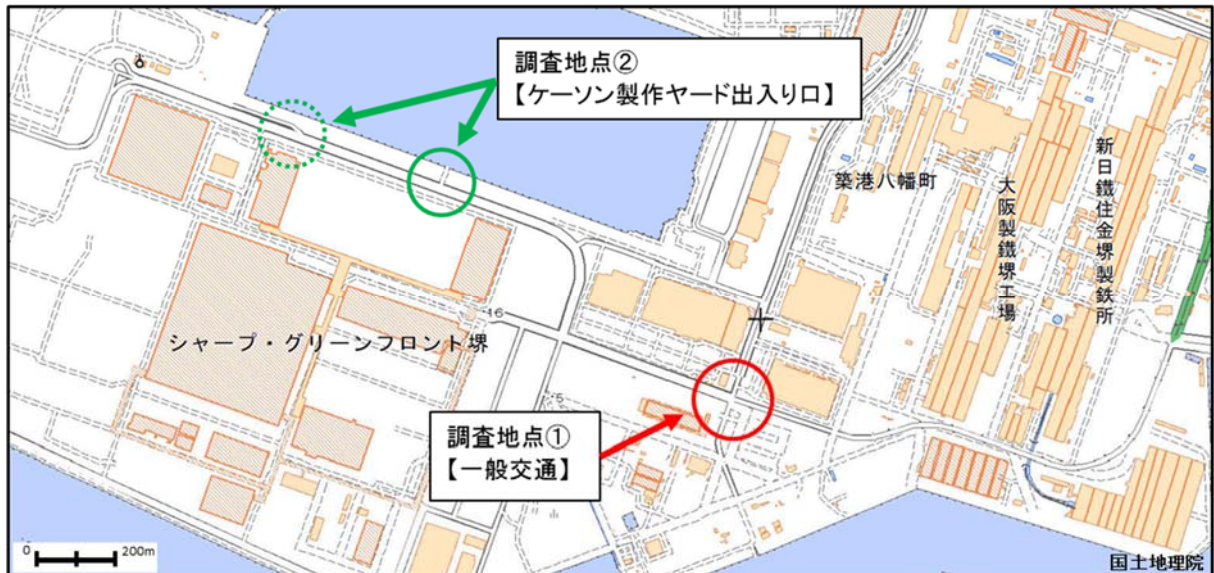 調査地点②
【ケーソン製作ヤード出入り口】
築港八幡町
大阪製鐵堺工場
新日鐵住金堺製鉄所
16
シャープ・グリーンフロント堺
5
調査地点①
【一般交通】
0
200m
国土地理院